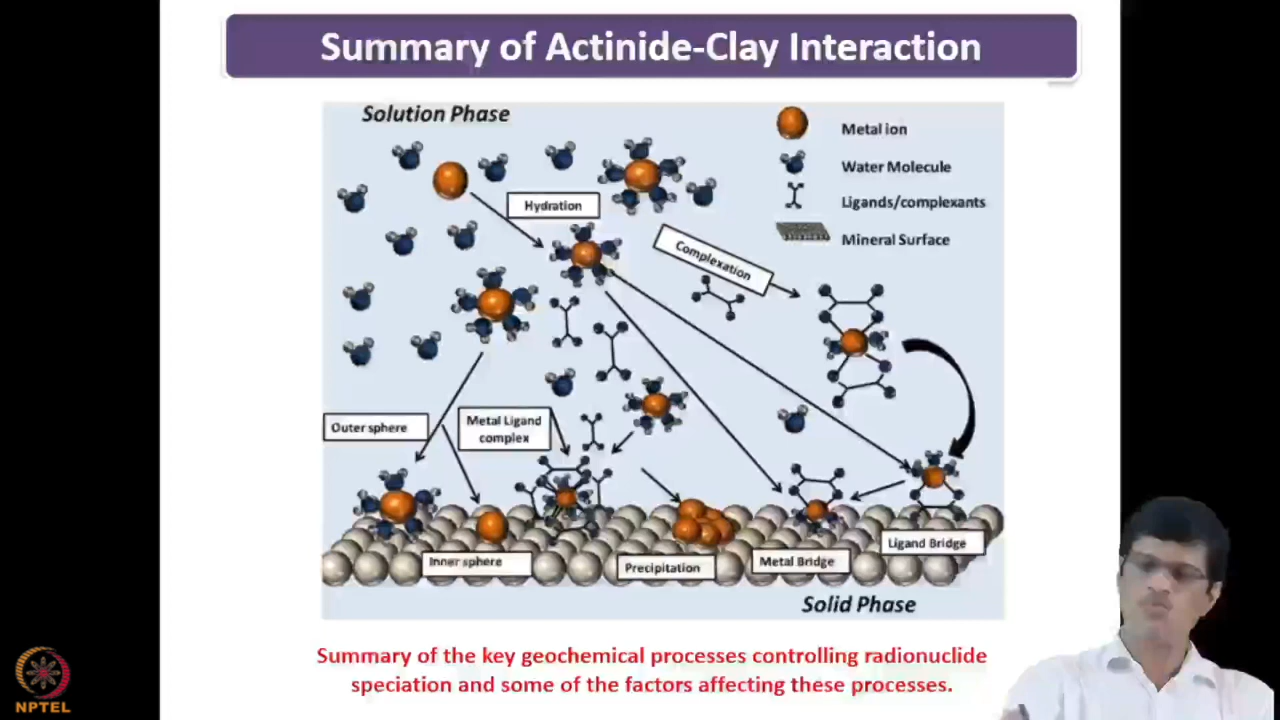 Summary of Actinide-Clay Interaction
Solution Phase
Metal ion
Water Molecule
Ligands/complexants
Mineral Surface
Hydration
Complexation
Outer sphere
Metal Ligand
complex
Inner sphere
Precipitation
Metal Bridge
Ligand Bridge
Solid Phase
Summary of the key geochemical processes controlling radionuclide
speciation and some of the factors affecting these processes.
NPTEL